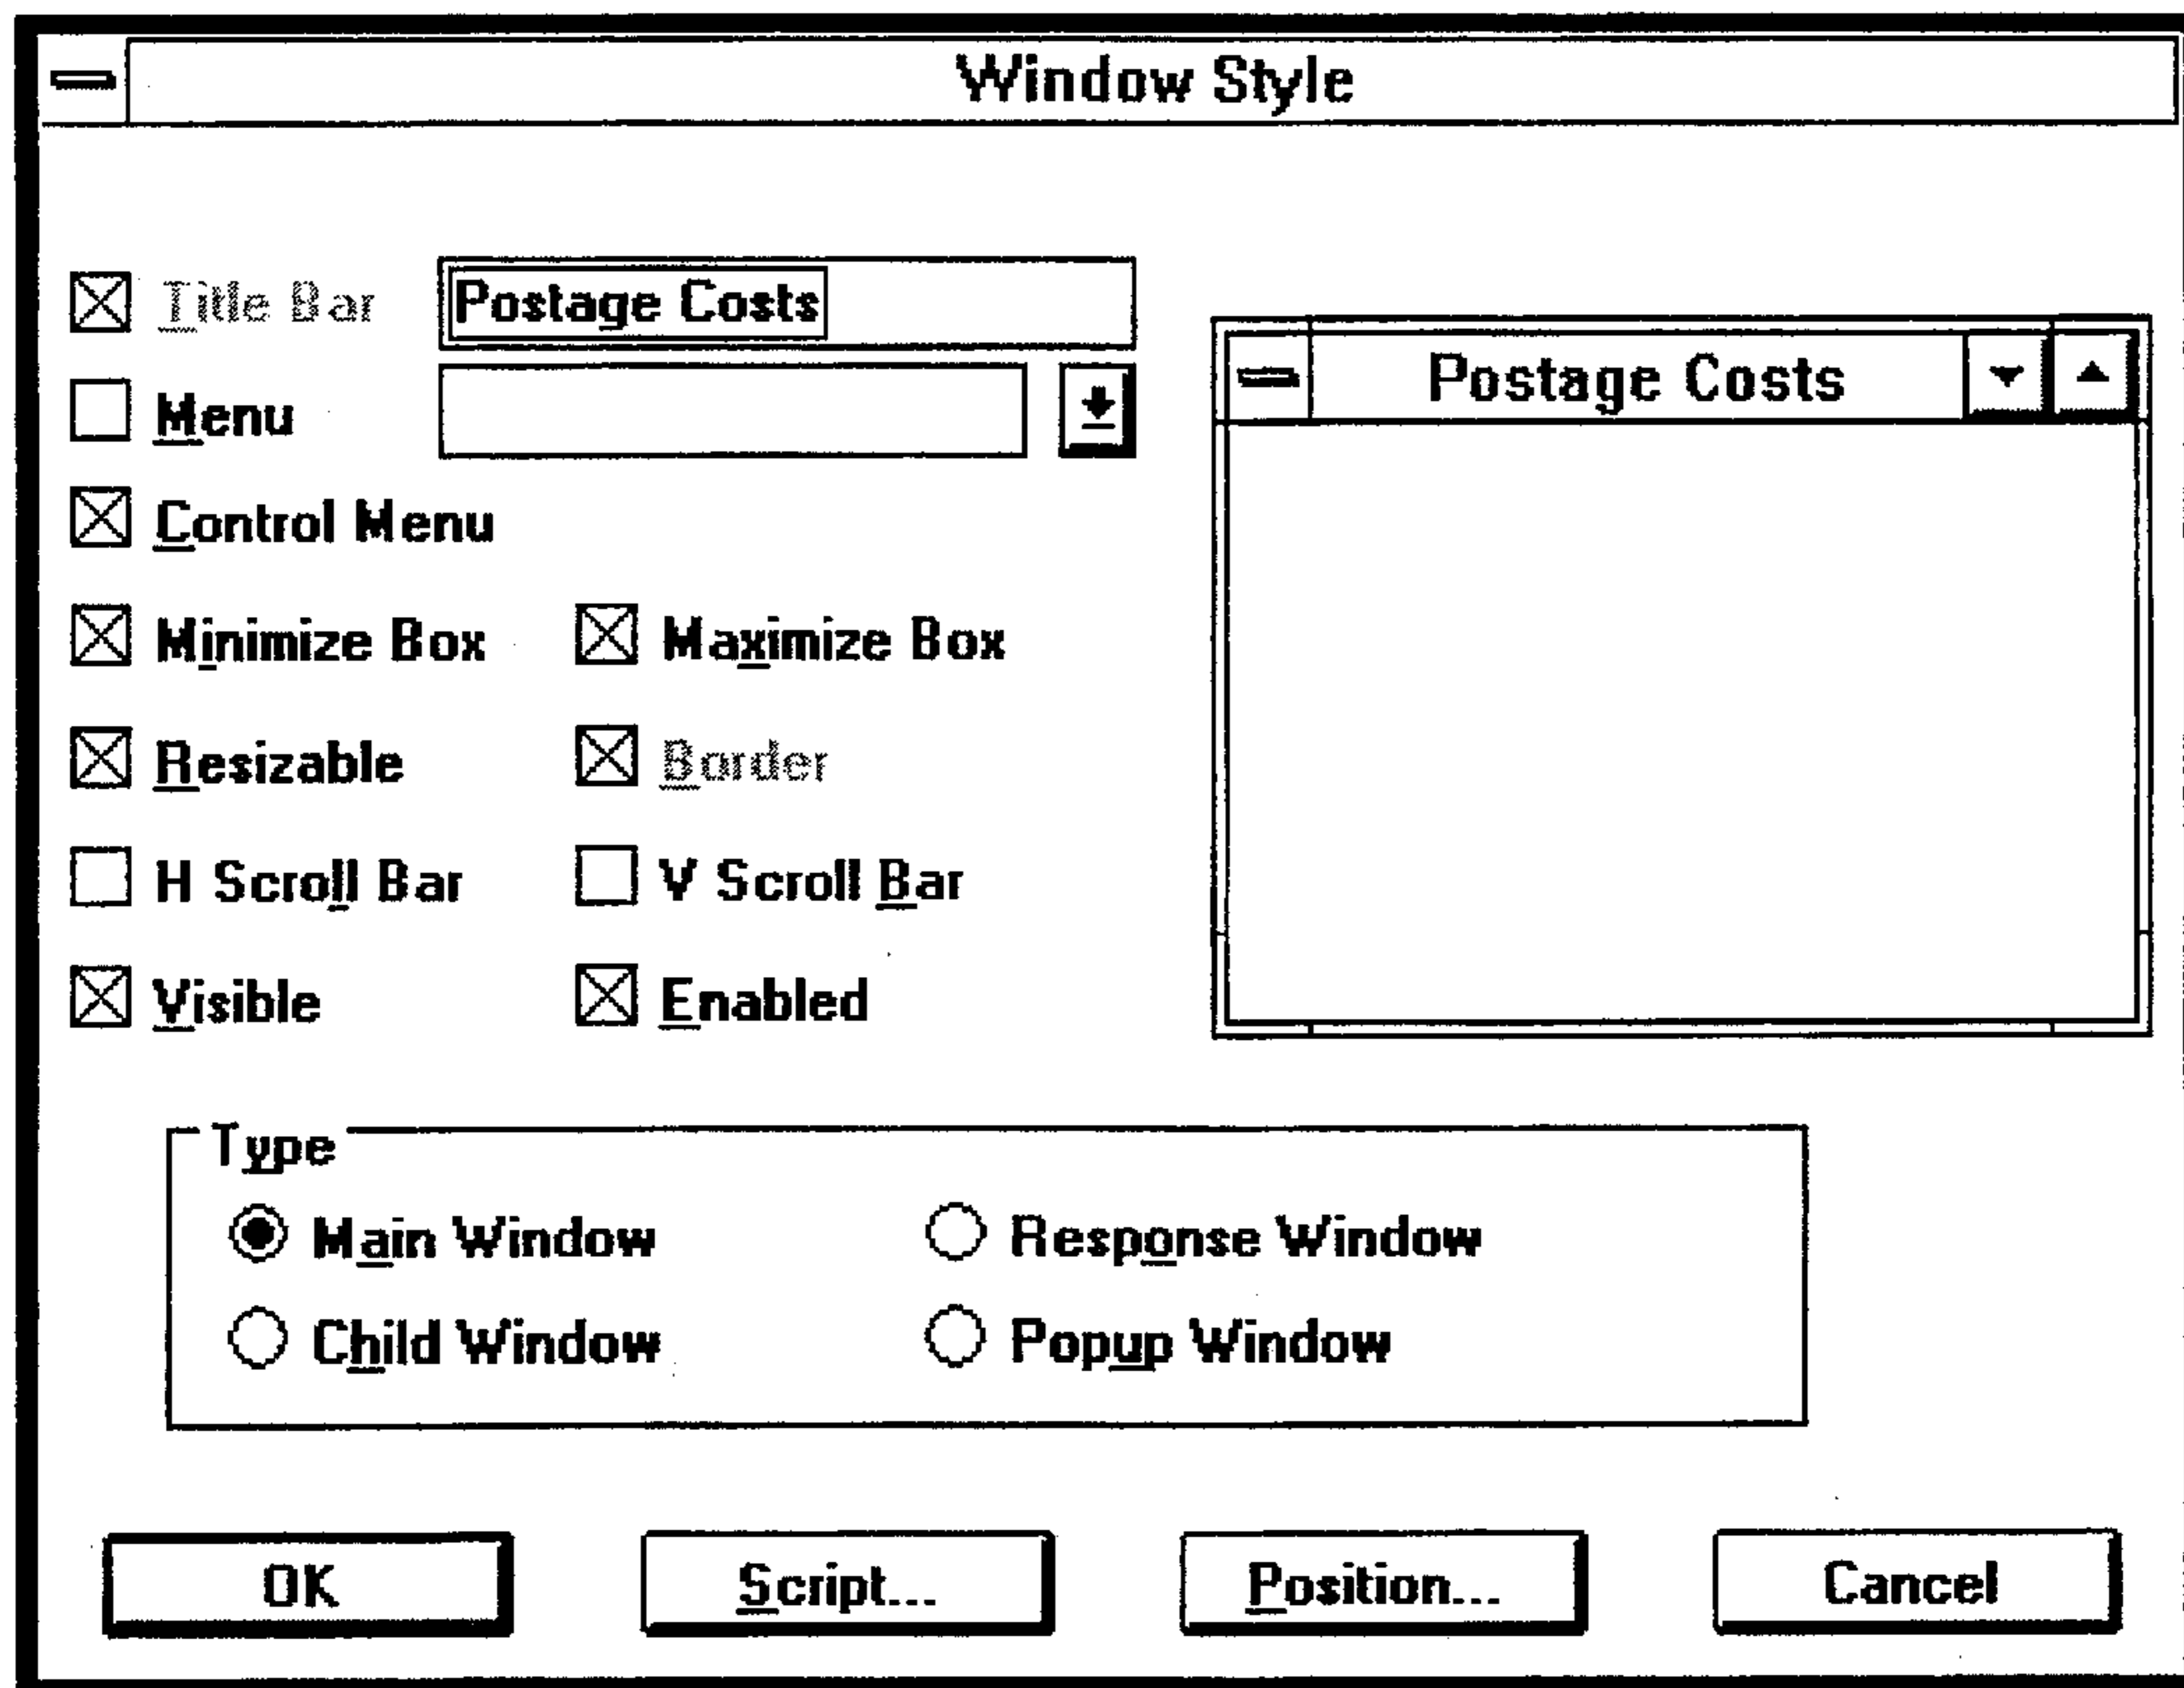 Window Style
Title Bar Postage Costs
Postage Costs
Menu
Control Menu
Minimize Box Maximize Box
Resizable Border
H Scroll Bar V Scroll Bar
Visible Enabled
Type
Main Window Response Window
Child Window Popup Window
OK Script... Position... Cancel